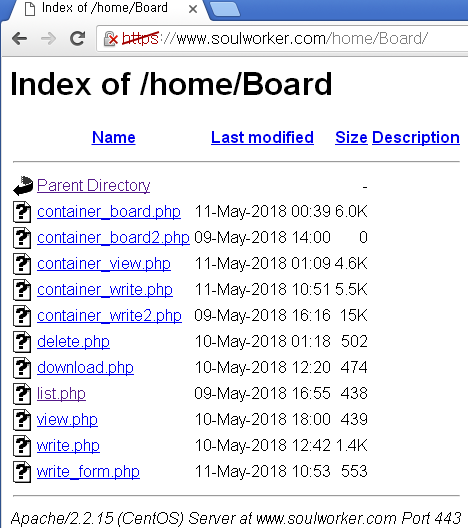 Index of /home/Board
https://www.soulworker.com/home/Board/
Index of /home/Board
Name Last modified Size Description
Parent Directory -
container_board.php 11-May-2018 00:39 6.0K
container_board2.php 09-May-2018 14:00 0
container_view.php 11-May-2018 01:09 4.6K
container_write.php 11-May-2018 10:51 5.5K
container_write2.php 09-May-2018 16:16 15K
delete.php 10-May-2018 01:18 502
download.php 10-May-2018 12:20 474
list.php 09-May-2018 16:55 438
view.php 10-May-2018 18:00 439
write.php 10-May-2018 12:42 1.4K
write_form.php 11-May-2018 10:53 553
Apache/2.2.15 (CentOS) Server at www.soulworker.com Port 443